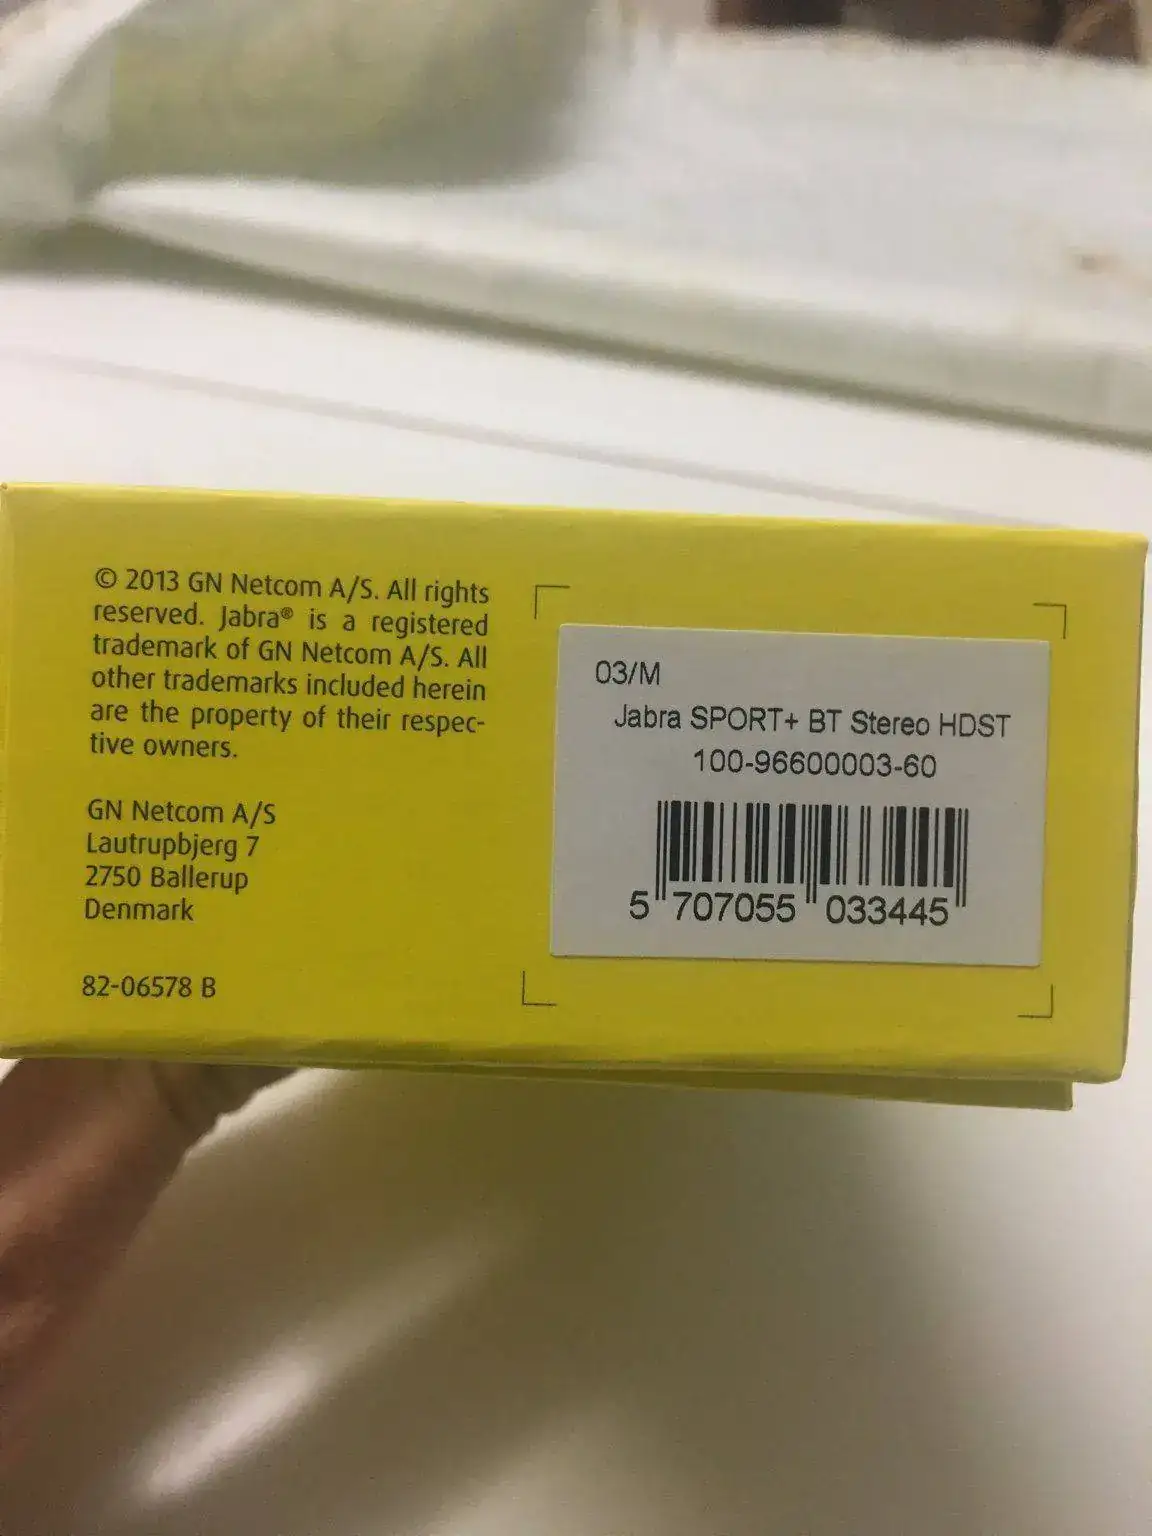 © 2013 GN Netcom A/S. All rights
reserved. Jabra® is a registered
trademark of GN Netcom A/S. All
other trademarks included herein
are the property of their respec-
tive owners.
GN Netcom A/S
Lautrupbjerg 7
2750 Ballerup
Denmark
82-06578 B
03/M
Jabra SPORT+ BT Stereo HDST
100-96600003-60
5 707055 033445